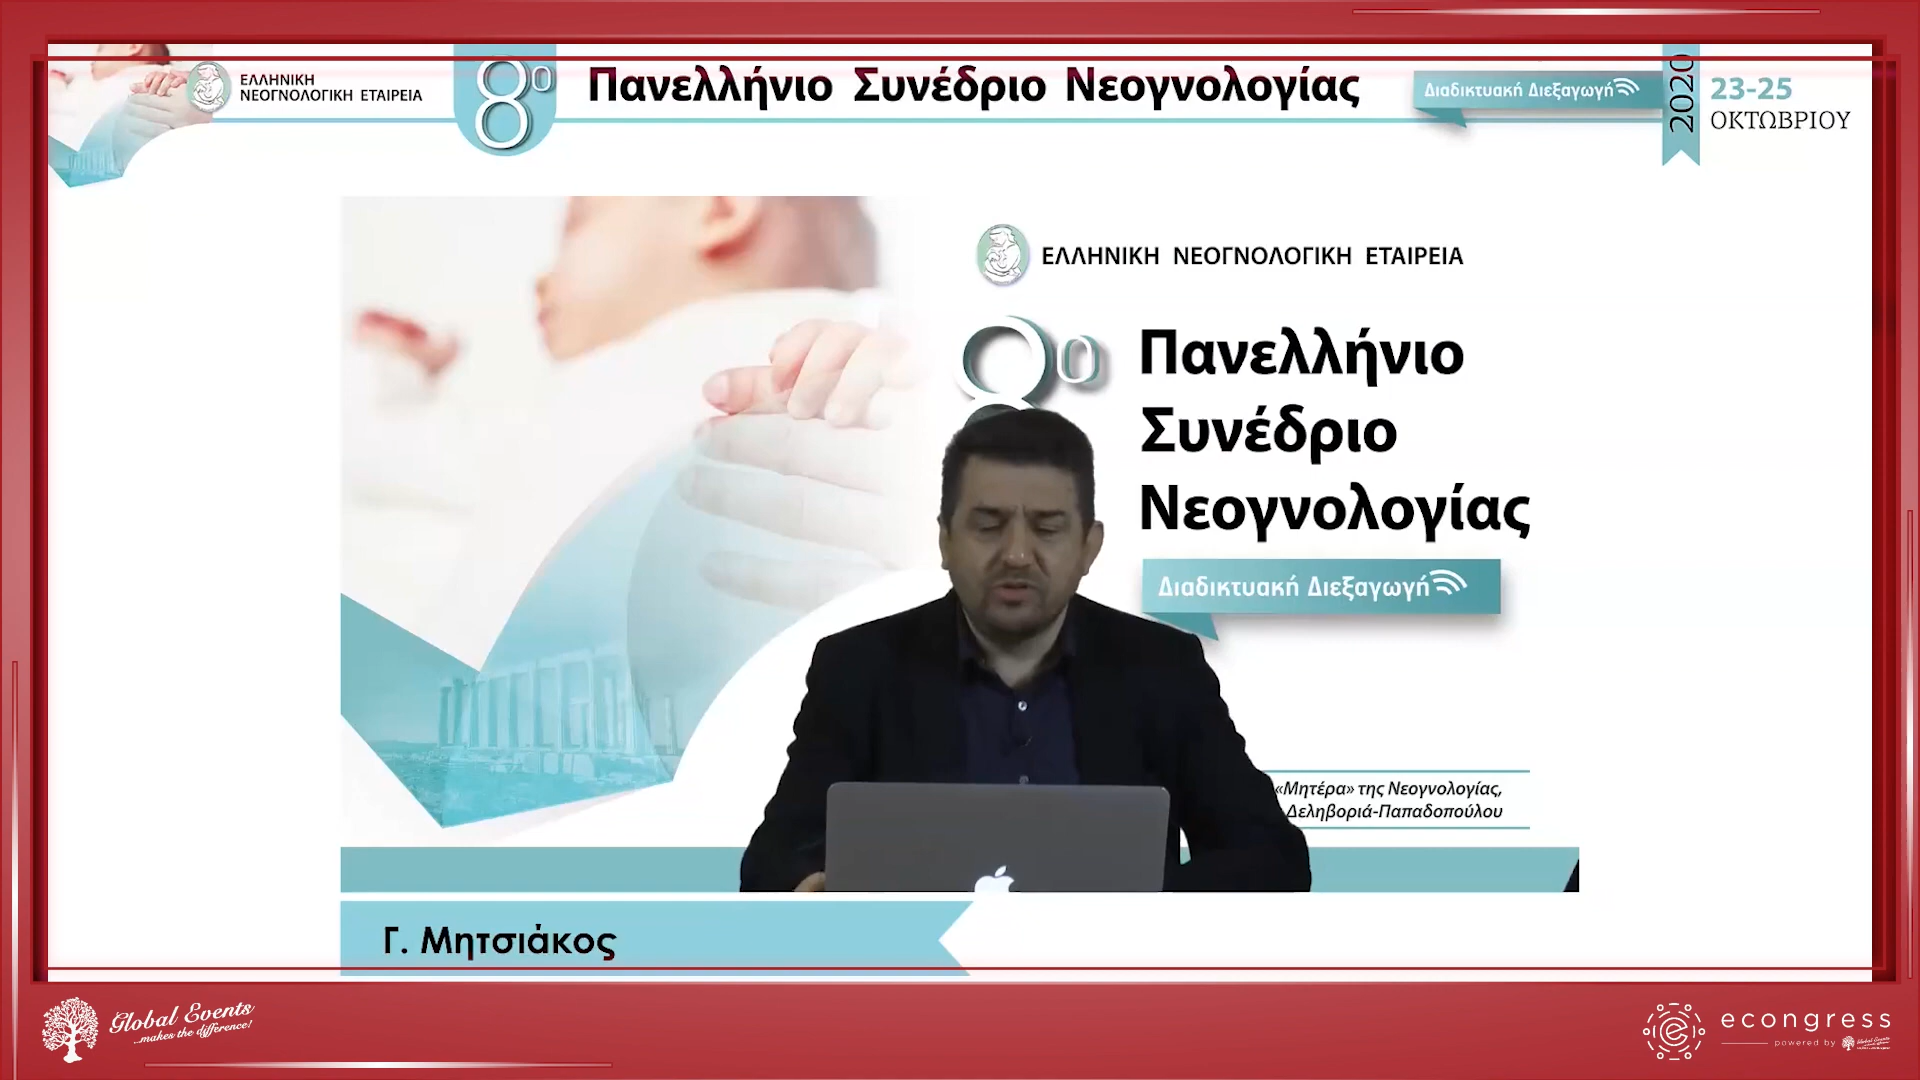 ΕΛΛΗΝΙΚΗ
ΝΕΟΓΝΟΛΟΓΙΚΗ ΕΤΑΙΡΕΙΑ
8ο Πανελλήνιο Συνέδριο Νεογνολογίας
Διαδικτυακή Διεξαγωγή
2020
23-25
ΟΚΤΩΒΡΙΟΥ
ΕΛΛΗΝΙΚΗ ΝΕΟΓΝΟΛΟΓΙΚΗ ΕΤΑΙΡΕΙΑ
8ο Πανελλήνιο
Συνέδριο
Νεογνολογίας
Διαδικτυακή Διεξαγωγή
«Μητέρα» της Νεογνολογίας,
Δεληβοριά-Παπαδοπούλου
Γ. Μητσιάκος
Global Events
...makes the difference!
econgress
powered by